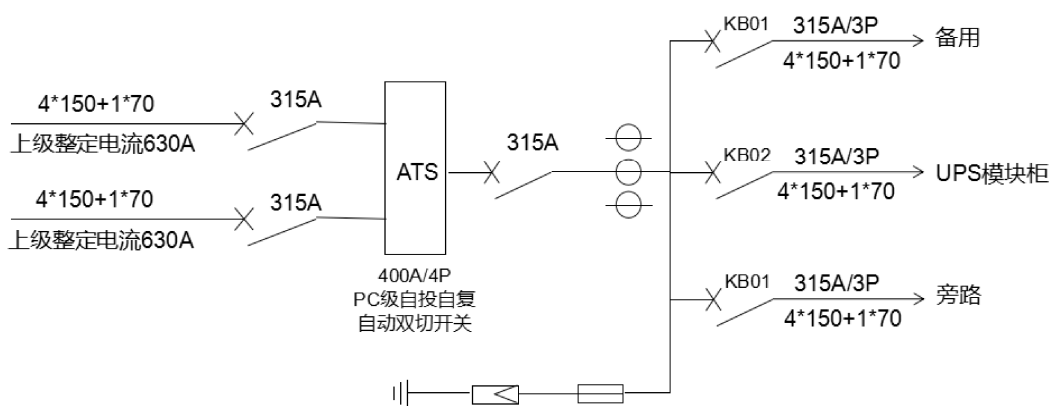 KB01 315A/3P
备用
4*150+1*70
4*150+1*70
315A
上级整定电流630A
315A
ATS
KB02 315A/3P
UPS模块柜
4*150+1*70
4*150+1*70
315A
上级整定电流630A
400A/4P
PC级自投自复
自动双切开关
KB01 315A/3P
旁路
4*150+1*70